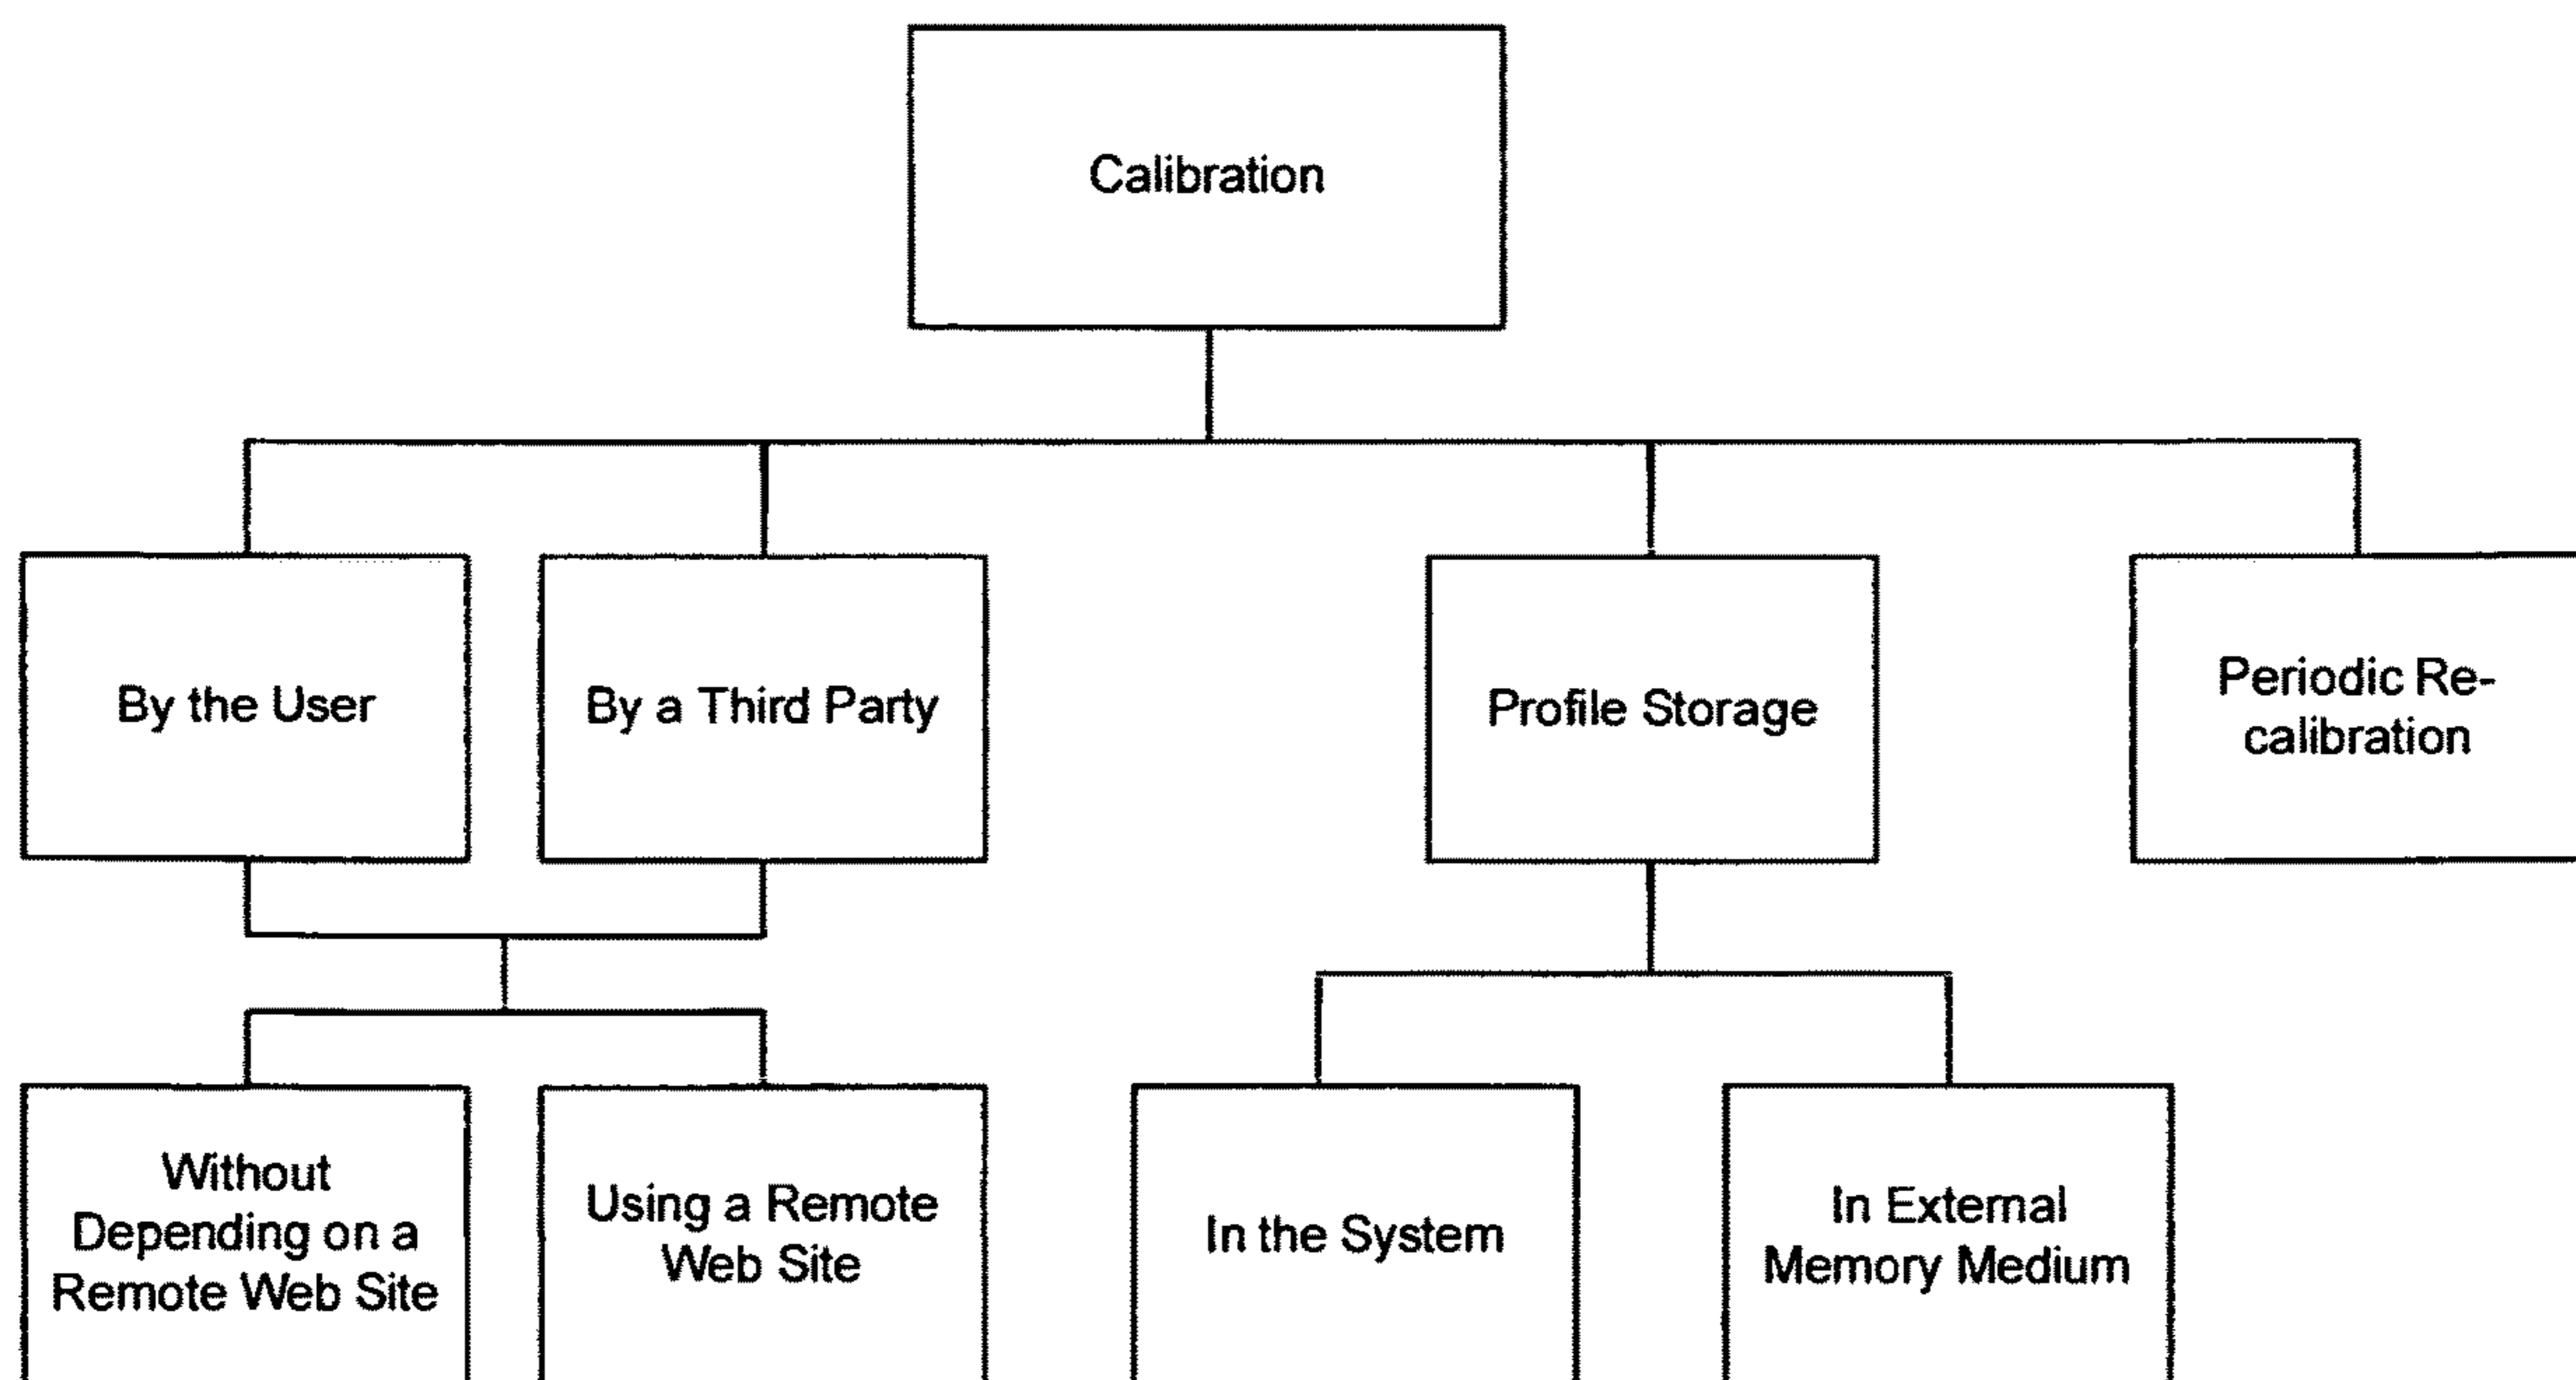 Calibration
By the User
By a Third Party
Profile Storage
Periodic Re-
calibration
Without
Depending on a
Remote Web Site
Using a Remote
Web Site
In the System
In External
Memory Medium